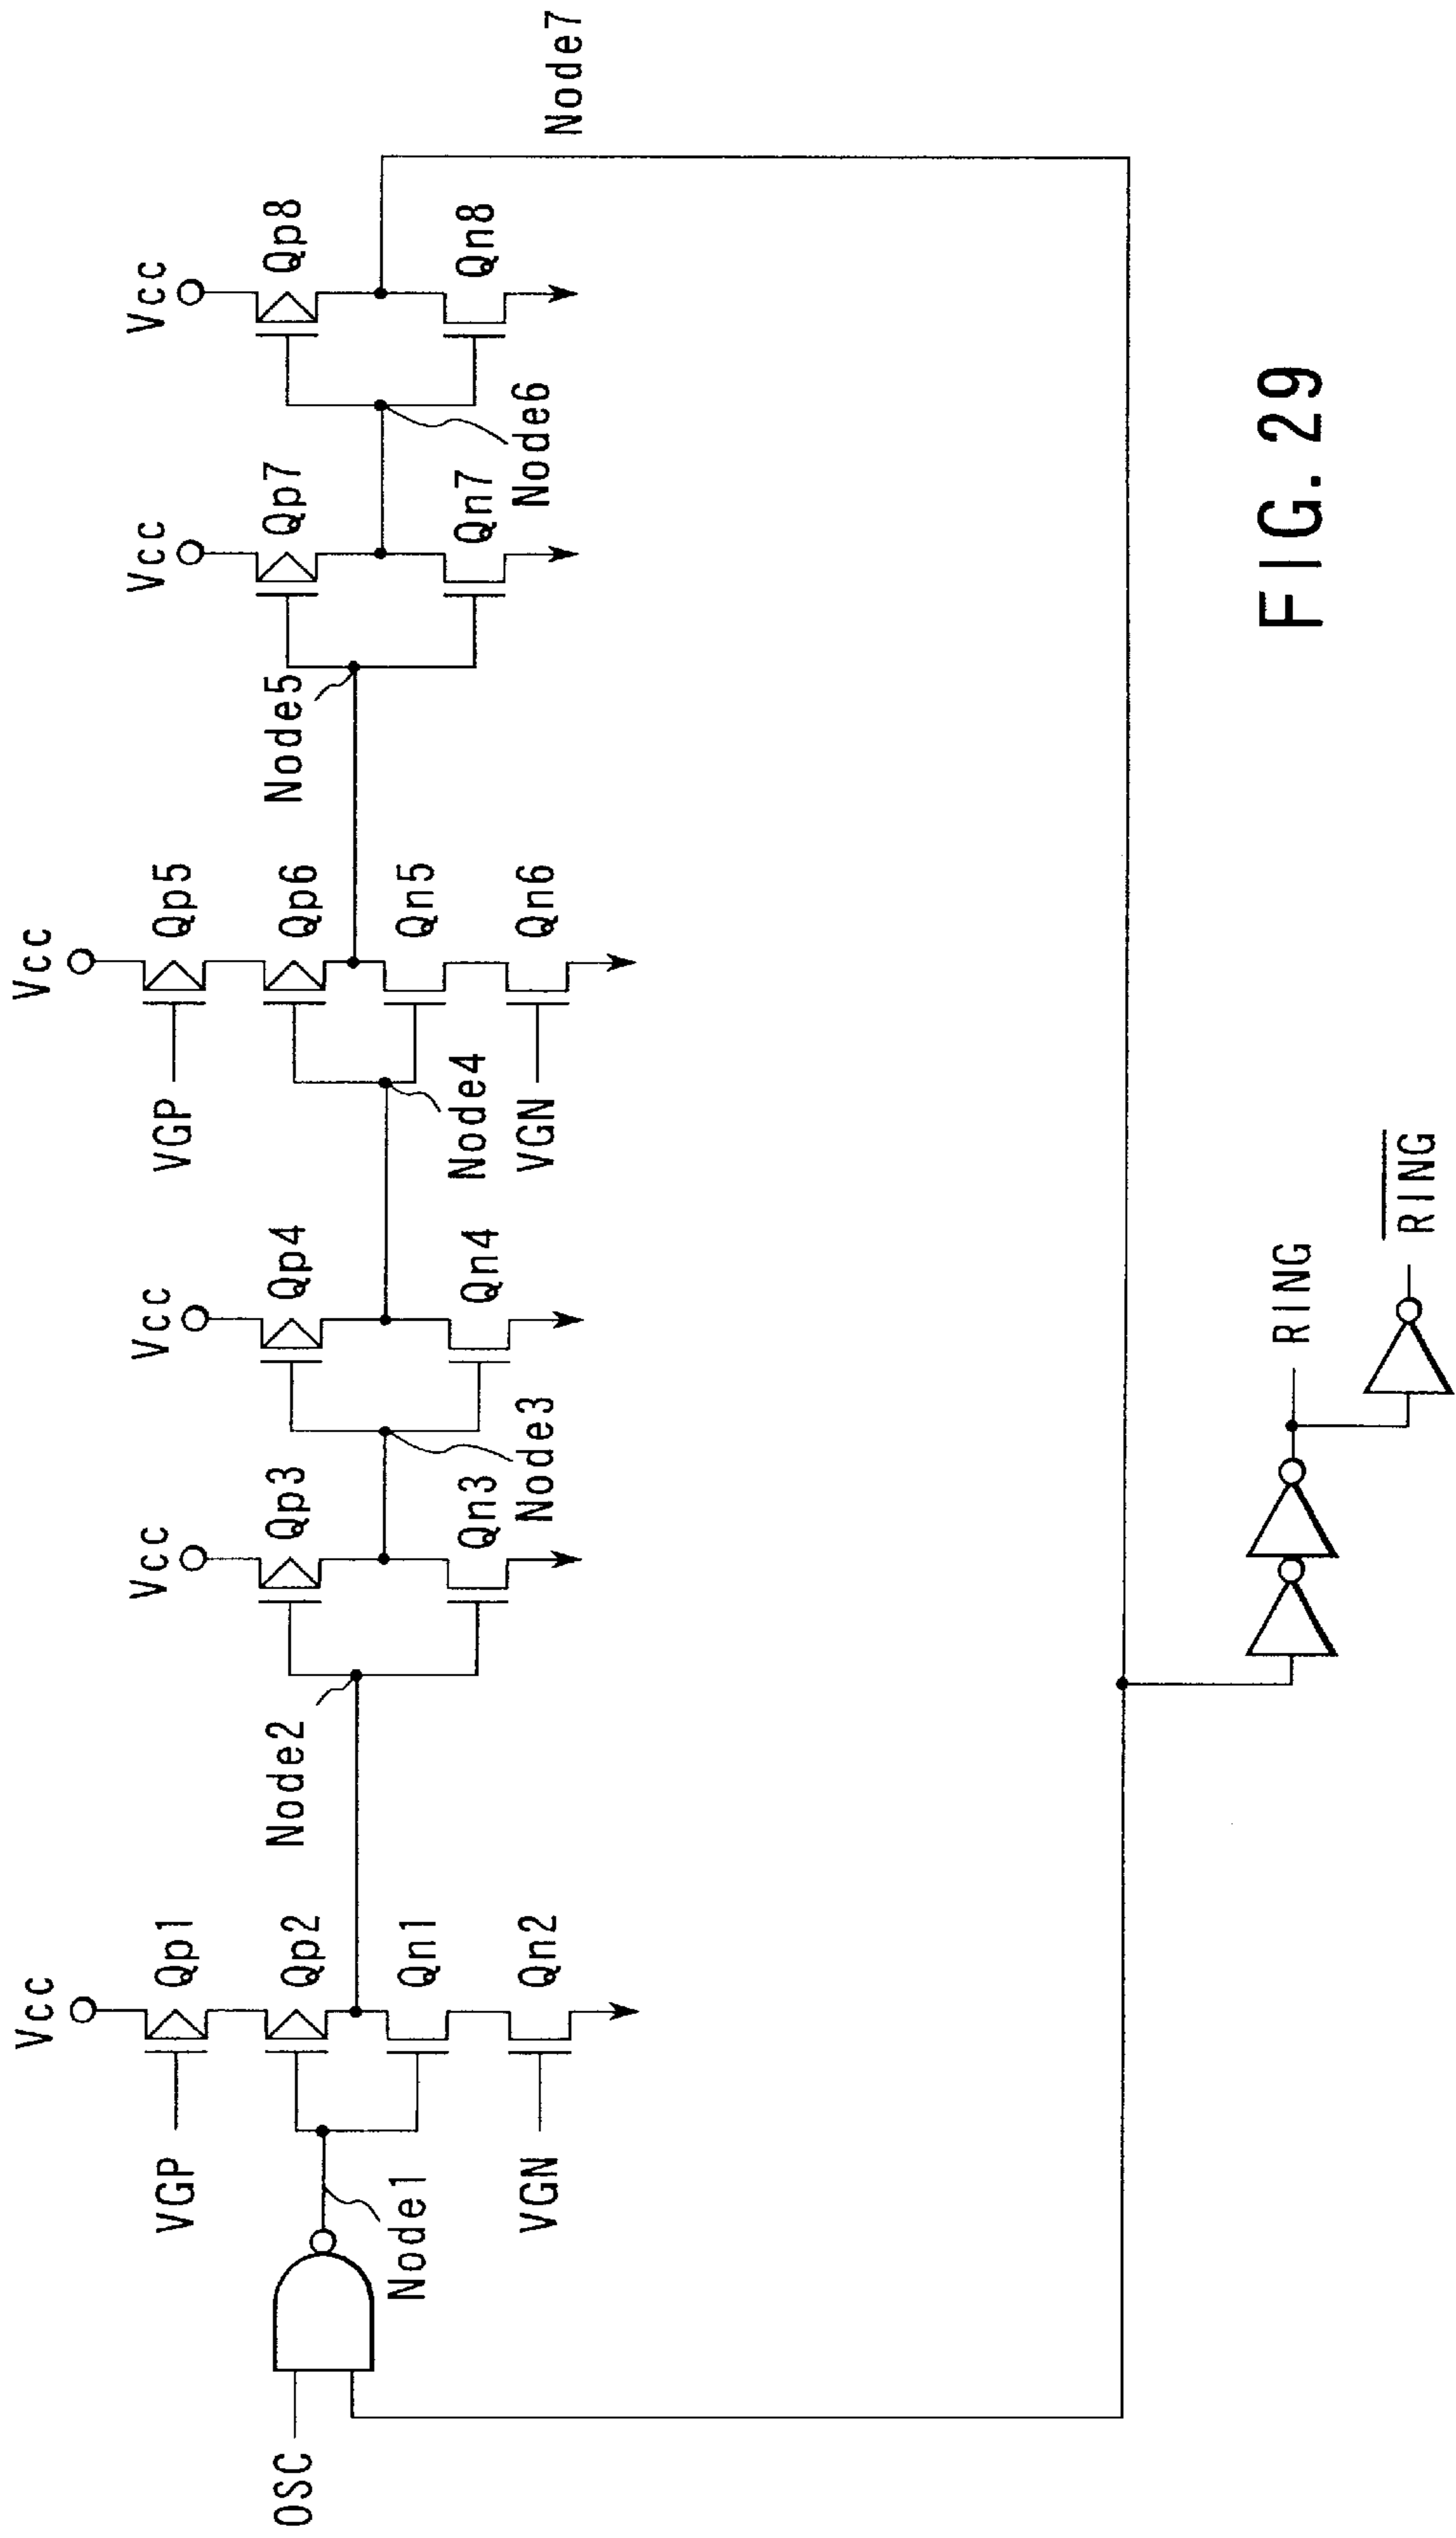 Vcc
Vcc
Vcc
Vcc
Vcc
Vcc
VGP
Qp1
Qp3
Qp4
VGP
Qp5
Qp7
Qp8
Qp2
Node2
Qp6
Node5
OSC
Node1
Qn1
Qn3
Qn4
Node4
Qn5
Qn7
Qn8
VGN
Qn2
Node3
VGN
Qn6
Node6
Node7
RING
RING
FIG. 29